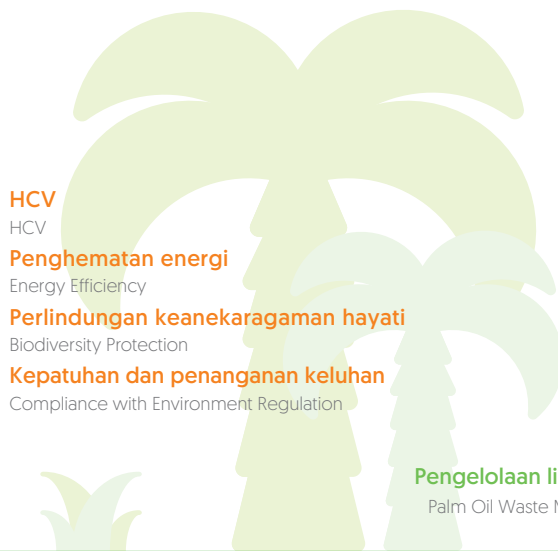 HCV
HCV
Penghematan energi
Energy Efficiency
Perlindungan keanekaragaman hayati
Biodiversity Protection
Kepatuhan dan penanganan keluhan
Compliance with Environment Regulation
Pengelolaan
Palm Oil Waste